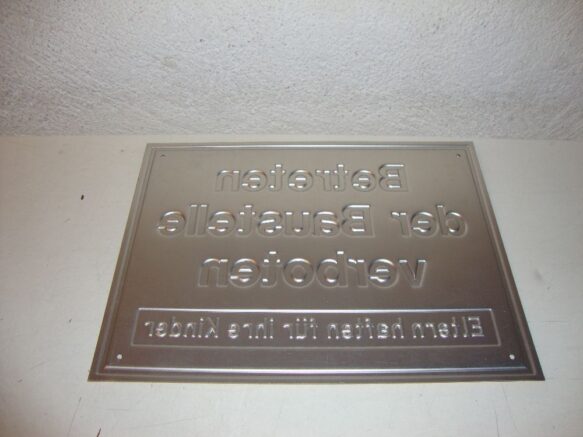 Betreten
der Baustelle
verboten
Eltern haften für ihre Kinder